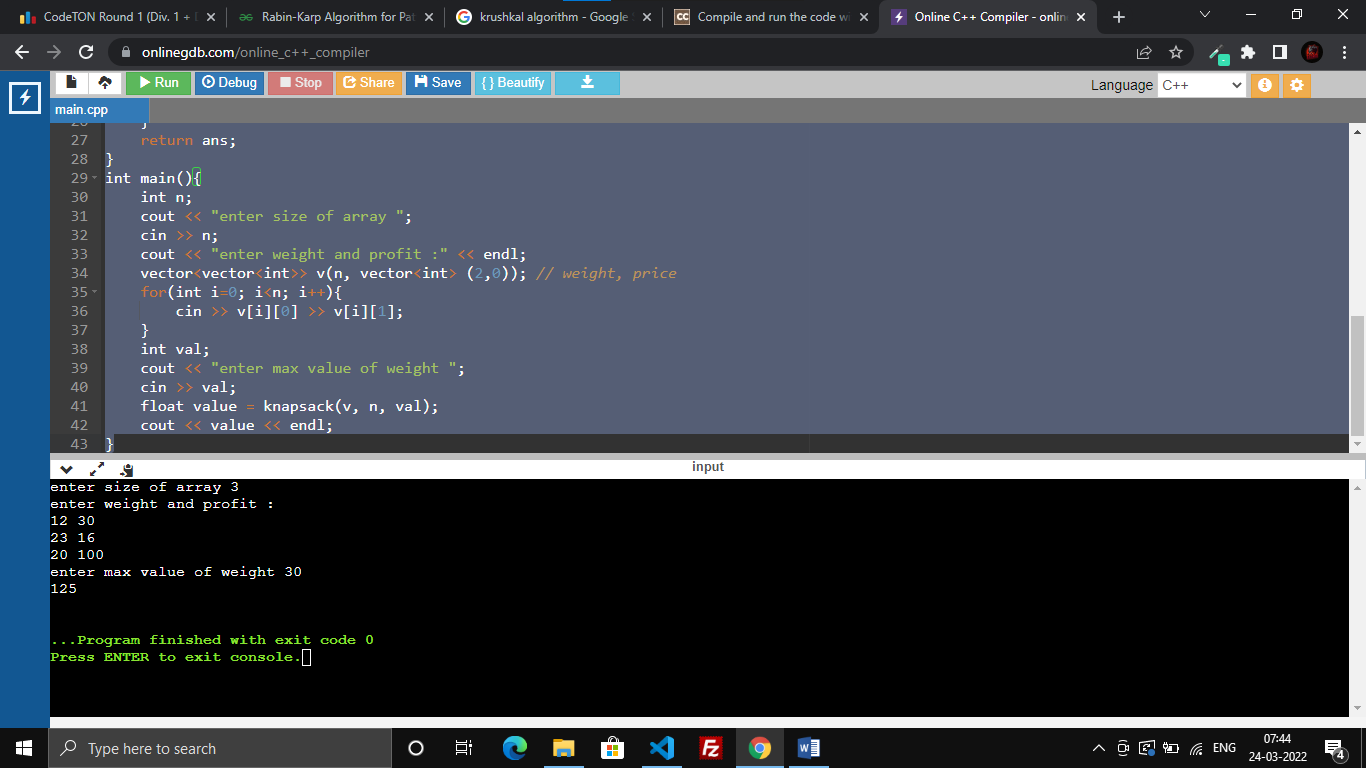 CodeTON Round 1 (Div. 1 +
Rabin-Karp Algorithm for Pat
krushkal algorithm - Google
Compile and run the code w
Online C++ Compiler - onlin
onlinegdb.com/online_c++_compiler
Run Debug Stop Share Save { } Beautify
Language C++
main.cpp
26 }
27 return ans;
28 }
29 int main(){
30 int n;
31 cout << "enter size of array ";
32 cin >> n;
33 cout << "enter weight and profit :" << endl;
34 vector<vector<int>> v(n, vector<int> (2,0)); // weight, price
35 for(int i=0; i<n; i++){
36 cin >> v[i][0] >> v[i][1];
37 }
38 int val;
39 cout << "enter max value of weight ";
40 cin >> val;
41 float value = knapsack(v, n, val);
42 cout << value << endl;
43 }
input
enter size of array 3
enter weight and profit :
12 30
23 16
20 100
enter max value of weight 30
125
...Program finished with exit code 0
Press ENTER to exit console.
Type here to search
ENG
07:44
24-03-2022
4